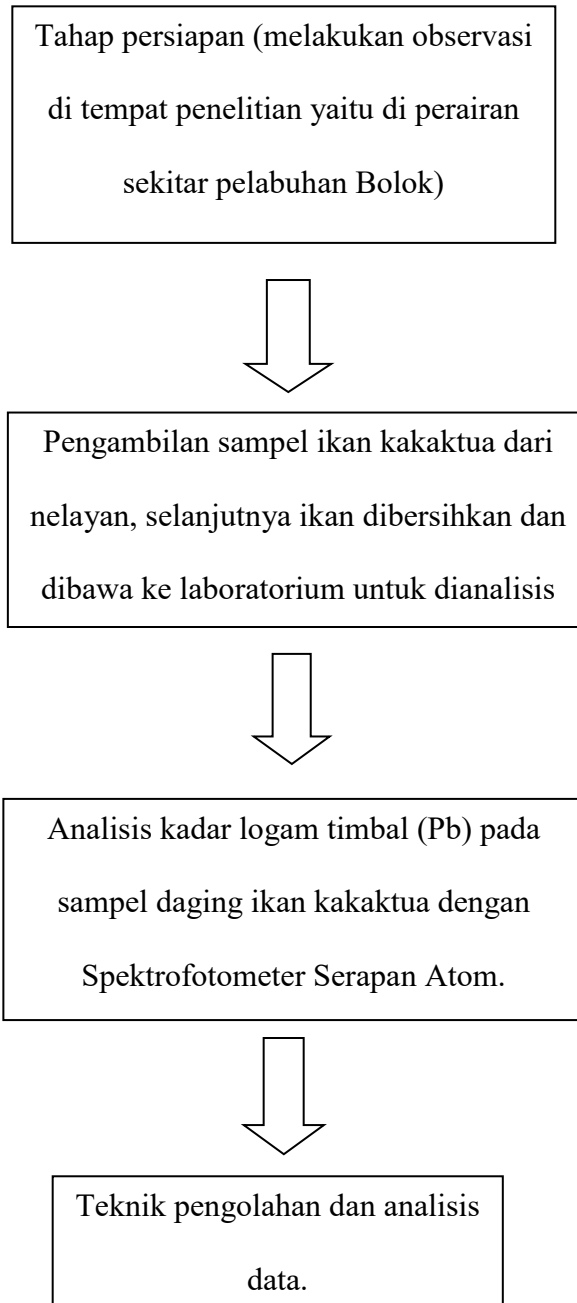 Tahap persiapan (melakukan observasi
di tempat penelitian yaitu di perairan
sekitar pelabuhan Bolok)
Pengambilan sampel ikan kakaktua dari
nelayan, selanjutnya ikan dibersihkan dan
dibawa ke laboratorium untuk dianalisis
Analisis kadar logam timbal (Pb) pada
sampel daging ikan kakaktua dengan
Spektrofotometer Serapan Atom.
Teknik pengolahan dan analisis
data.